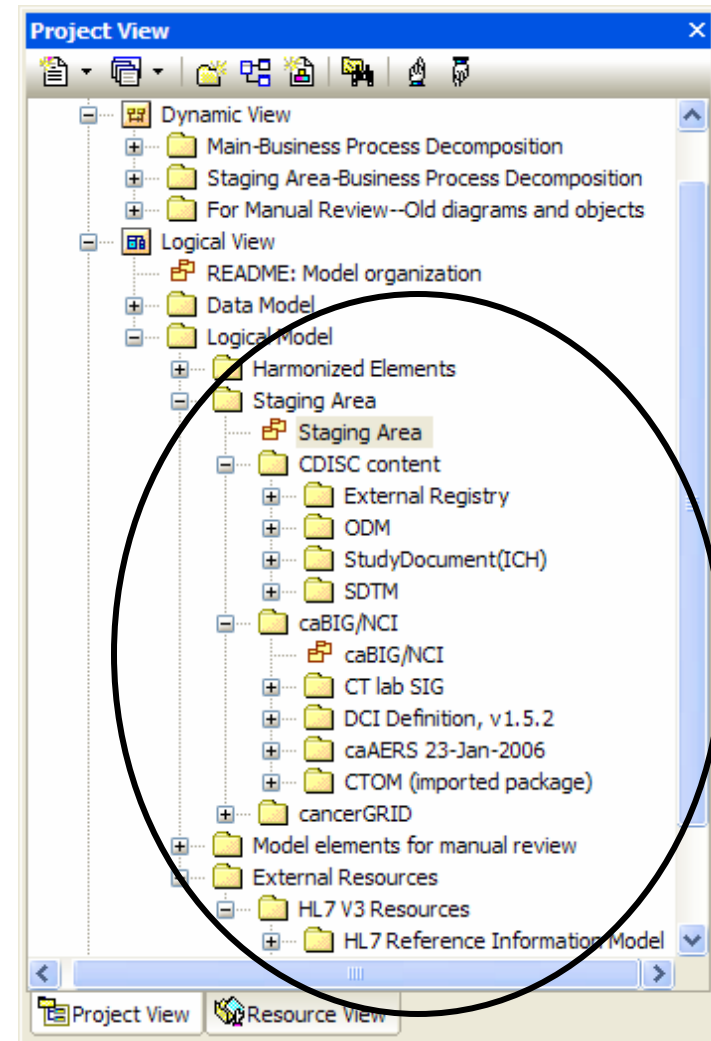 Project View
Dynamic View
Main-Business Process Decomposition
Staging Area-Business Process Decomposition
For Manual Review--Old diagrams and objects
Logical View
README: Model organization
Data Model
Logical Model
Harmonized Elements
Staging Area
Staging Area
CDISC content
External Registry
ODM
StudyDocument(ICH)
SDTM
caBIG/NCI
caBIG/NCI
CT lab SIG
DCI Definition, v1.5.2
caAERS 23-Jan-2006
CTOM (imported package)
cancerGRID
Model elements for manual review
External Resources
HL7 V3 Resources
HL7 Reference Information Model
Project View Resource View